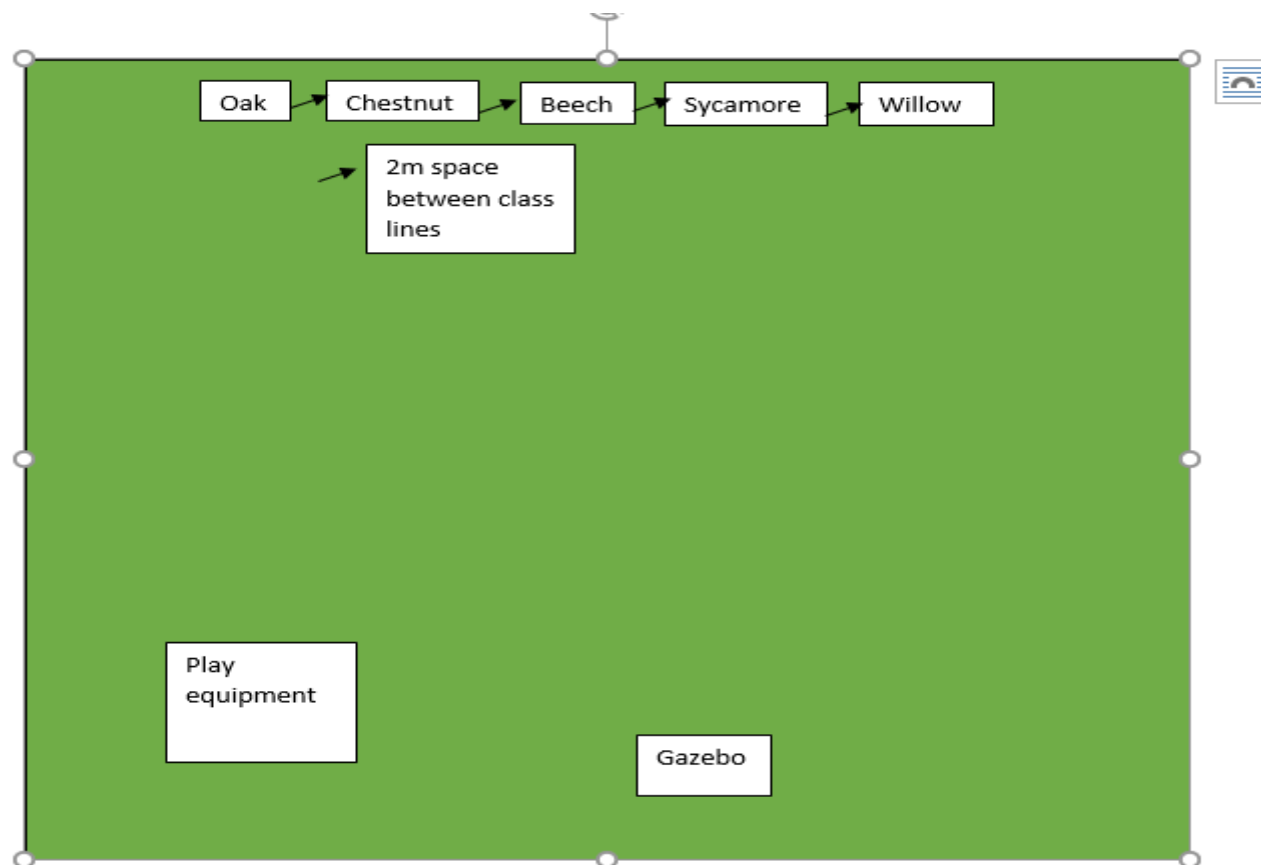 Oak Chestnut Beech Sycamore Willow
2m space
between class
lines
Play
equipment
Gazebo